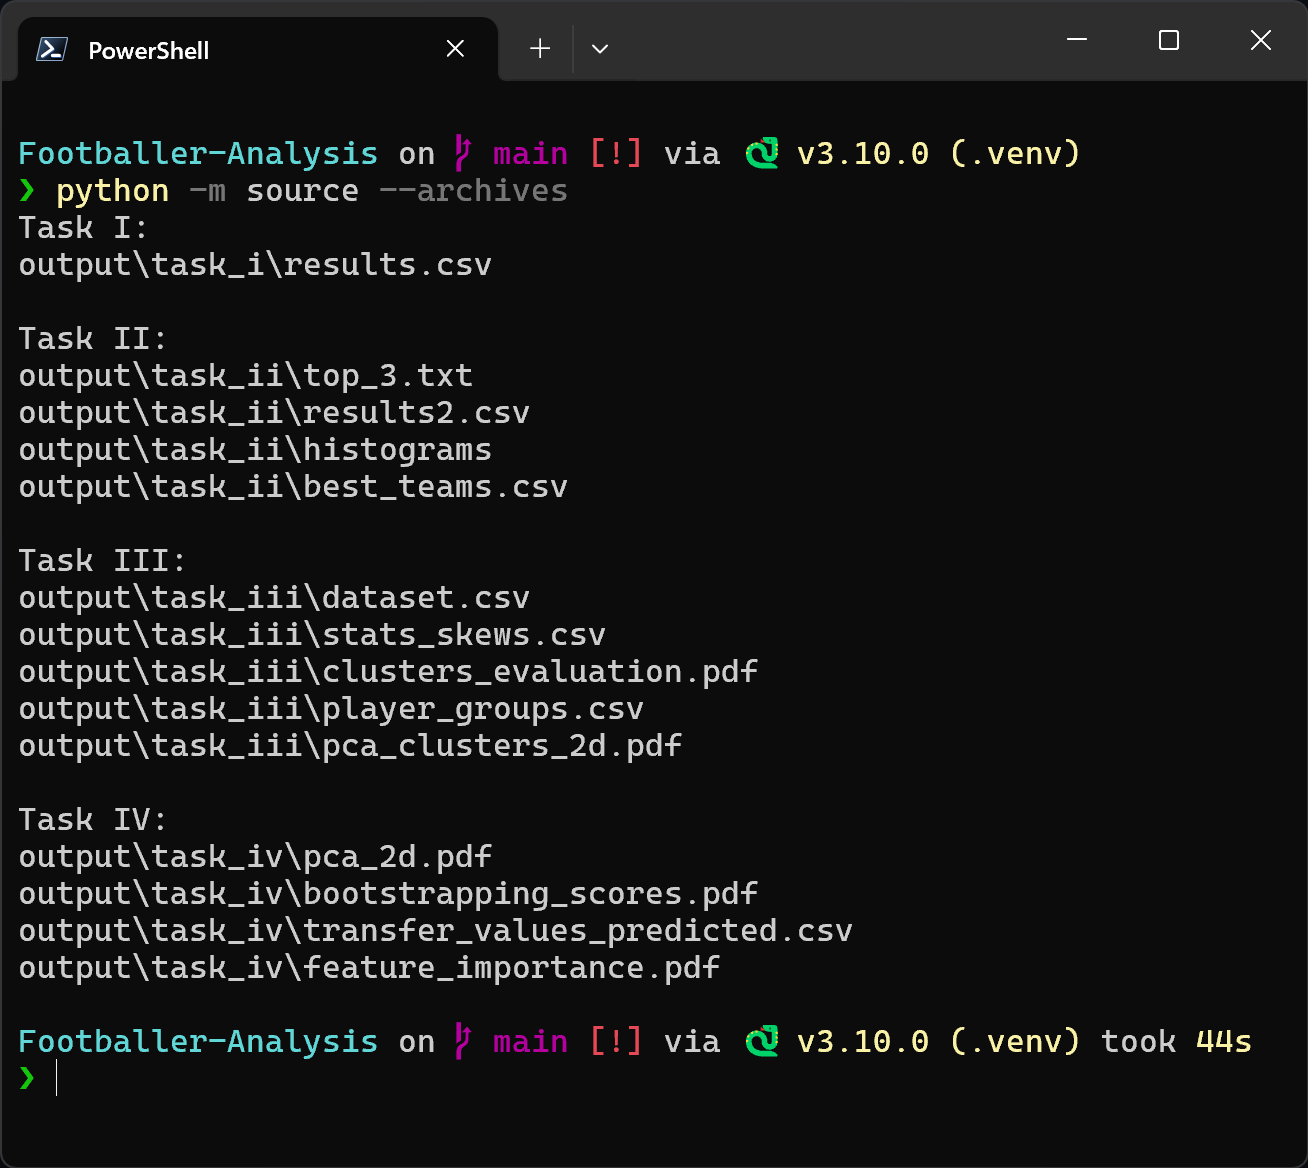 PowerShell
Footballer-Analysis on main [!] via v3.10.0 (.venv)
❯ python -m source --archives
Task I:
output\task_i\results.csv
Task II:
output\task_ii\top_3.txt
output\task_ii\results2.csv
output\task_ii\histograms
output\task_ii\best_teams.csv
Task III:
output\task_iii\dataset.csv
output\task_iii\stats_skews.csv
output\task_iii\clusters_evaluation.pdf
output\task_iii\player_groups.csv
output\task_iii\pca_clusters_2d.pdf
Task IV:
output\task_iv\pca_2d.pdf
output\task_iv\bootstrapping_scores.pdf
output\task_iv\transfer_values_predicted.csv
output\task_iv\feature_importance.pdf
Footballer-Analysis on main [!] via v3.10.0 (.venv) took 44s
❯